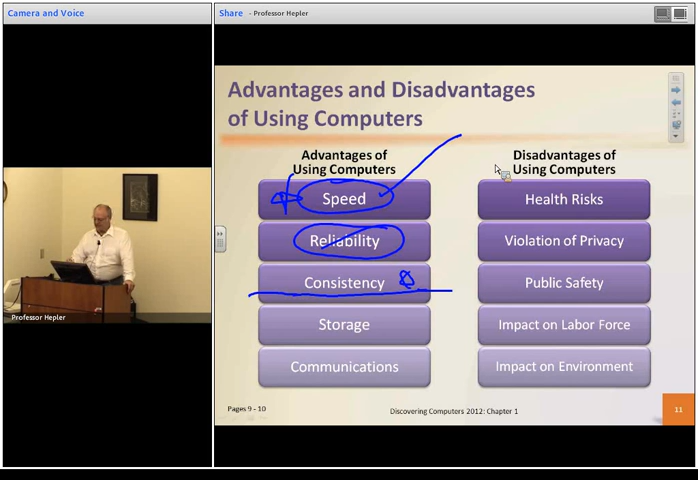 Camera and Voice
Share - Professor Hepler
Advantages and Disadvantages
of Using Computers
Advantages of
Using Computers
Speed
Reliability
Consistency
Storage
Communications
Disadvantages of
Using Computers
Health Risks
Violation of Privacy
Public Safety
Impact on Labor Force
Impact on Environment
Professor Hepler
Pages 9 - 10
Discovering Computers 2012: Chapter 1
11